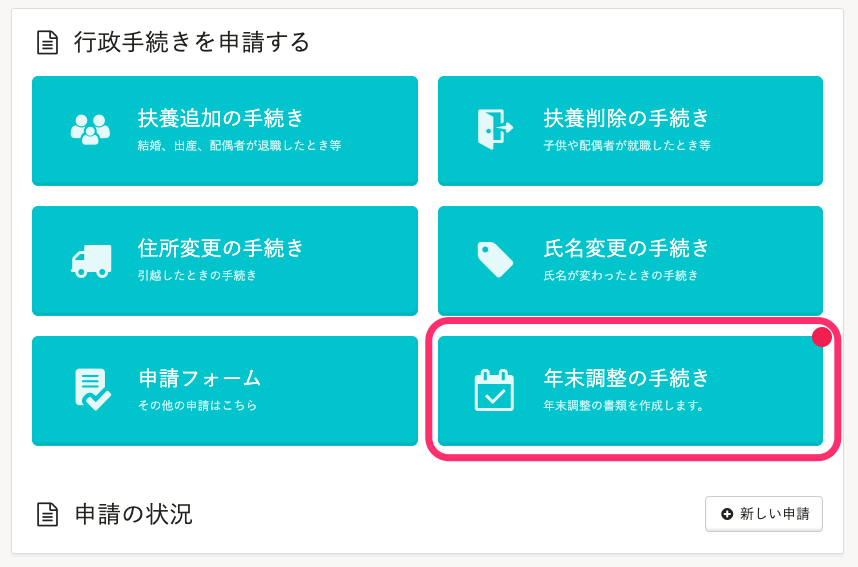 行政手続きを申請する
扶養追加の手続き
結婚、出産、配偶者が退職したとき等
扶養削除の手続き
子供や配偶者が就職したとき等
住所変更の手続き
引越したときの手続き
氏名変更の手続き
氏名が変わったときの手続き
申請フォーム
その他の申請はこちら
年末調整の手続き
年末調整の書類を作成します。
申請の状況
新しい申請